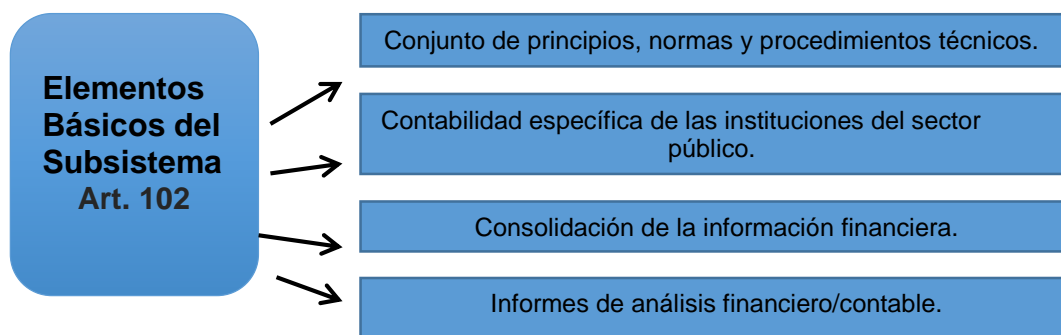 Elementos
Básicos del
Subsistema
Art. 102
Conjunto de principios, normas y procedimientos técnicos.
Contabilidad específica de las instituciones del sector
público.
Consolidación de la información financiera.
Informes de análisis financiero/contable.